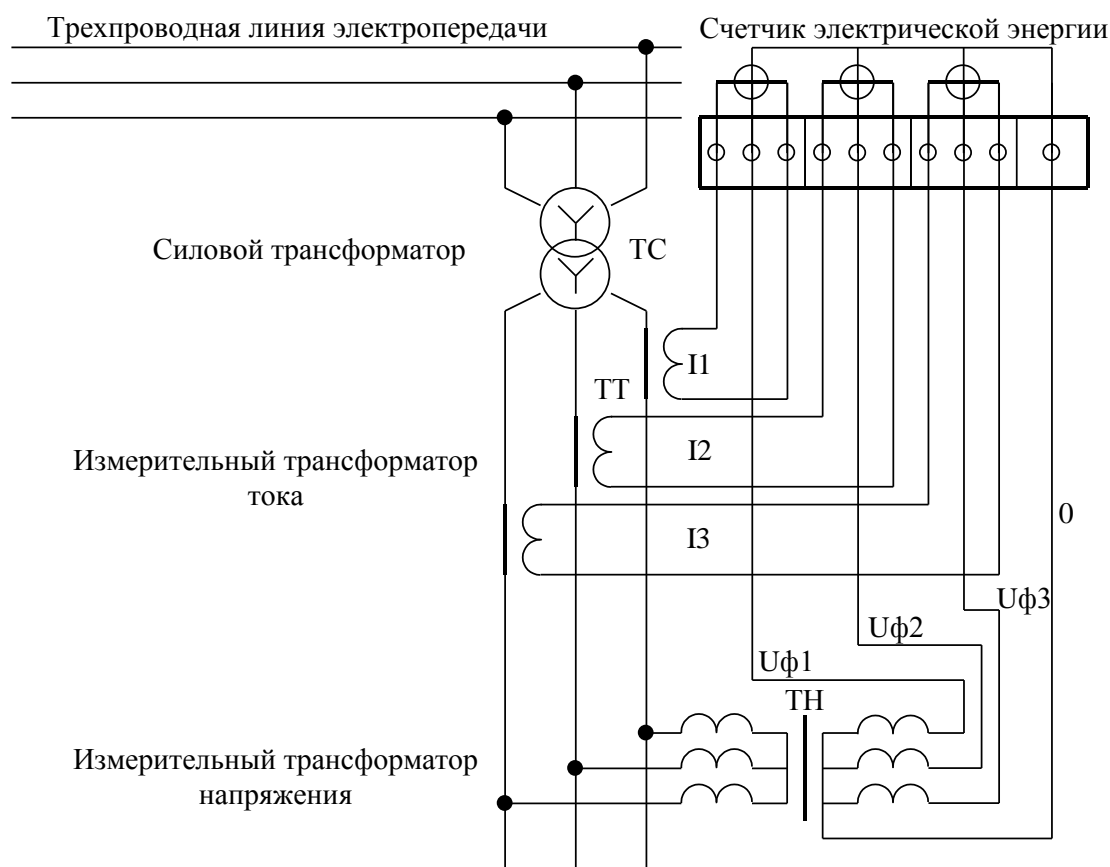 Трехпроводная линия электропередачи
Счетчик электрической энергии
Силовой трансформатор
ТС
I1
ТТ
I2
Измерительный трансформатор
тока
I3
0
Uф3
Uф2
Uф1
ТН
Измерительный трансформатор
напряжения